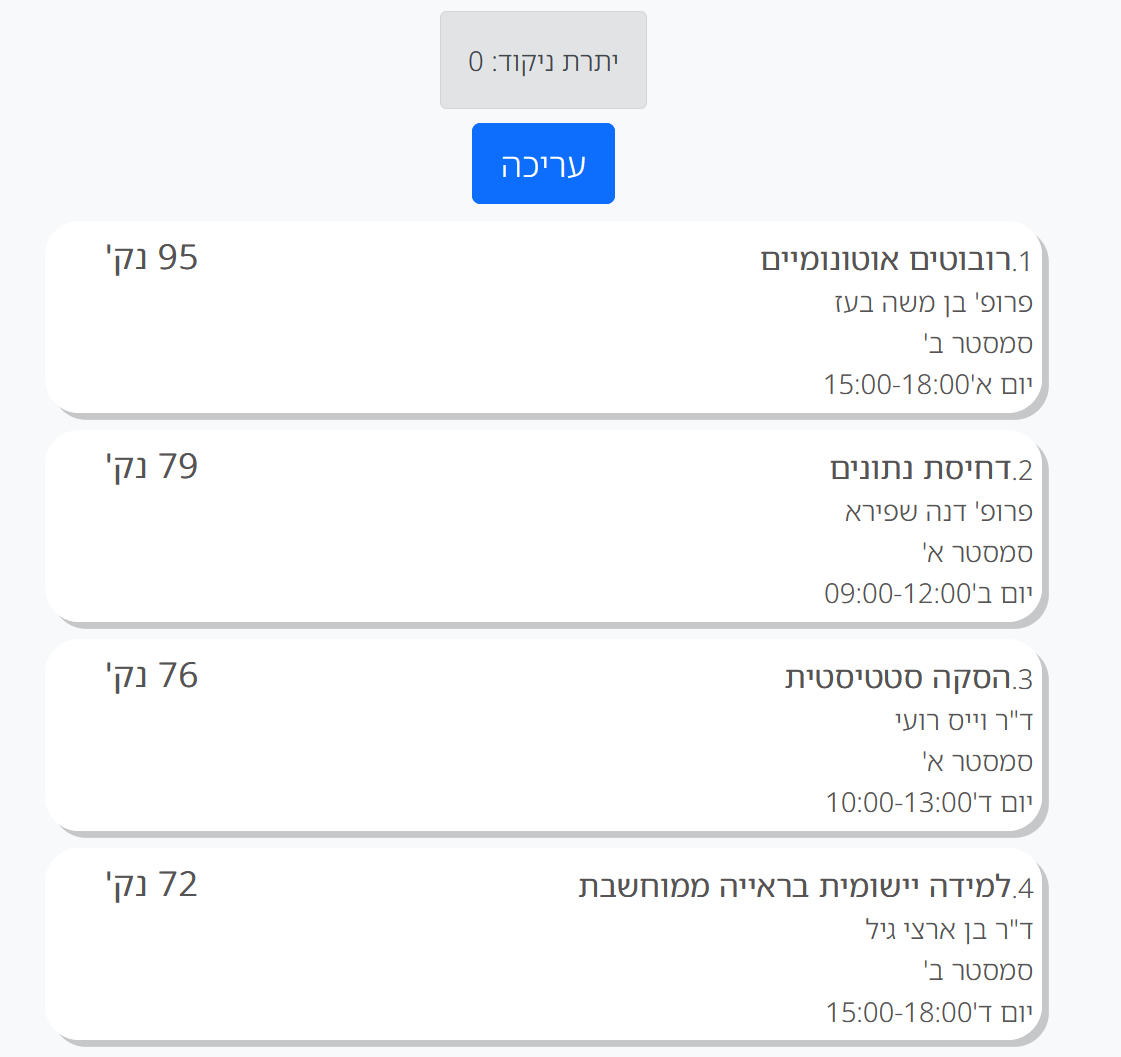 יתרת ניקוד: 0
עריכה
1.רובוטים אוטונומיים
95 נק'
פרופ' בן משה בעז
סמסטר ב'
יום א'15:00-18:00
2.דחיסת נתונים
79 נק'
פרופ' דנה שפירא
סמסטר א'
יום ב'09:00-12:00
3.הסקה סטטיסטית
76 נק'
ד"ר וייס רועי
סמסטר א'
יום ד'10:00-13:00
4.למידה יישומית בראייה ממוחשבת
72 נק'
ד"ר בן ארצי גיל
סמסטר ב'
יום ד'15:00-18:00